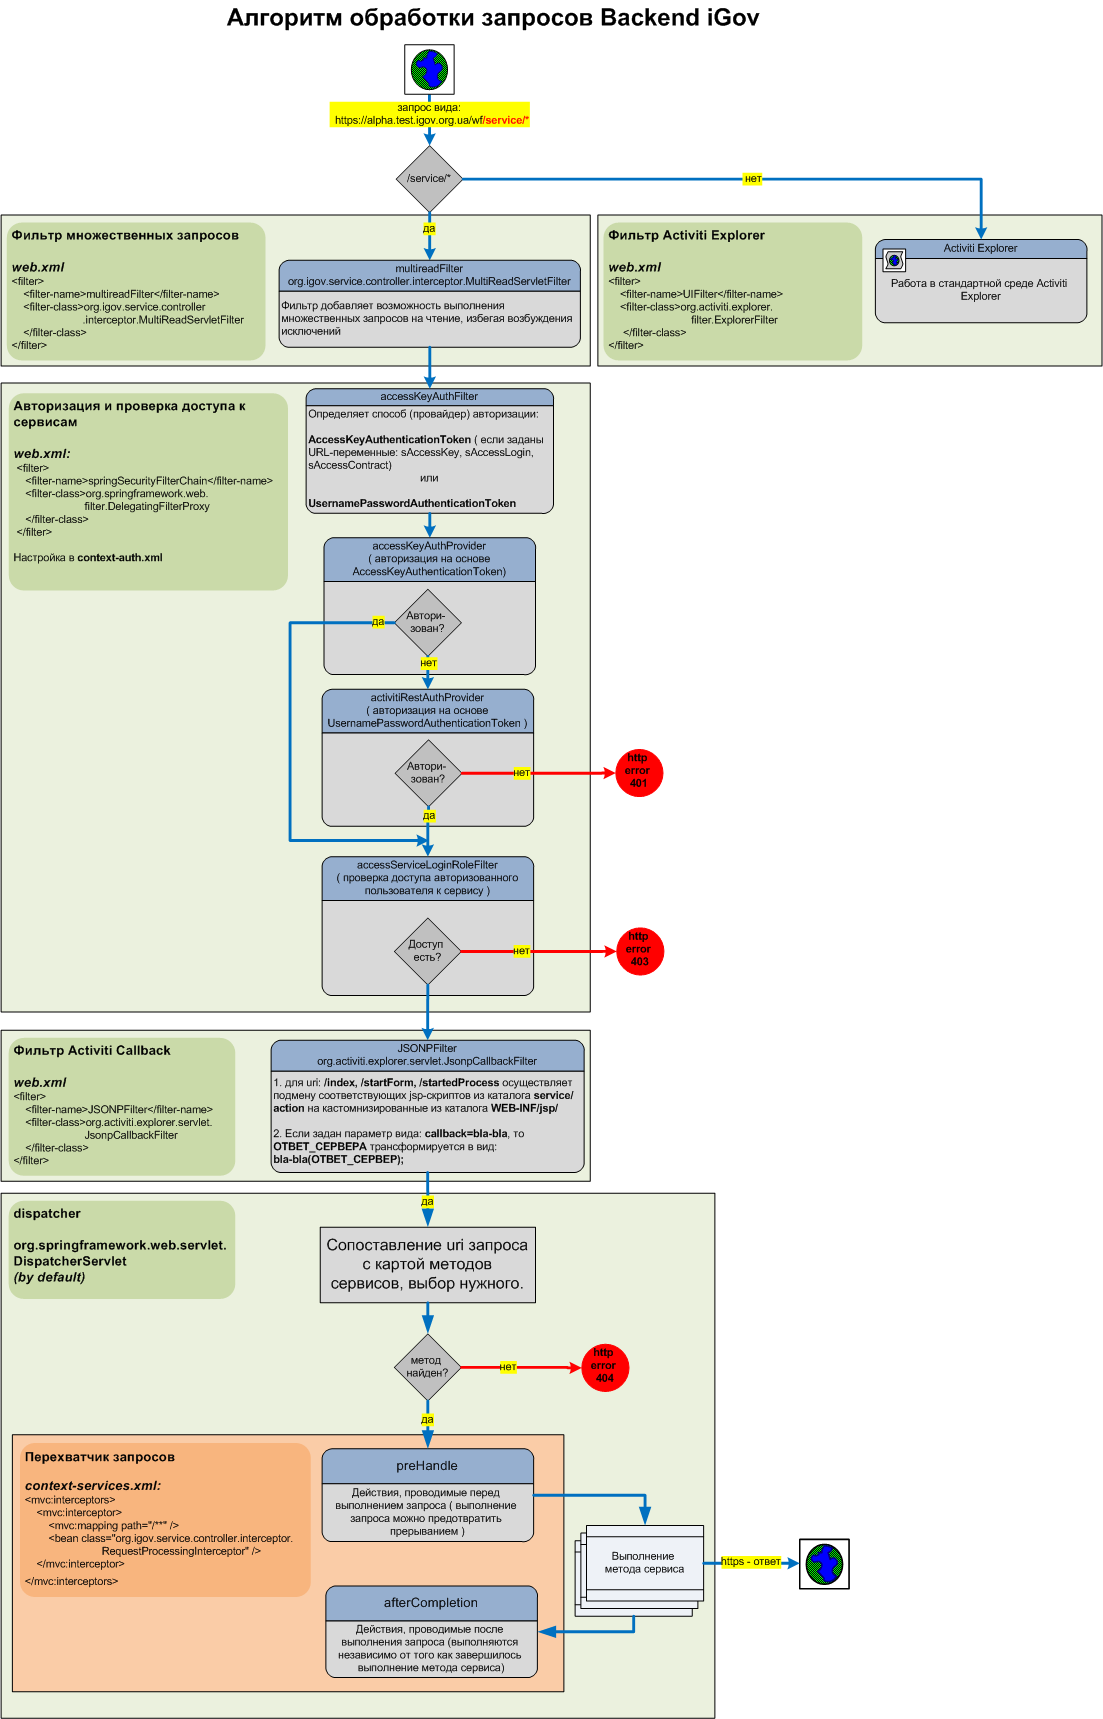 Алгоритм обработки запросов Backend iGov
запрос вида:
https://alpha.test.igov.org.ua/wf/service/*
/service/*
нет
да
Фильтр множественных запросов
web.xml
<filter>
<filter-name>multireadFilter</filter-name>
<filter-class>org.igov.service.controller
.interceptor.MultiReadServletFilter
</filter-class>
</filter>
multireadFilter
org.igov.service.controller.interceptor.MultiReadServletFilter
Фильтр добавляет возможность выполнения
множественных запросов на чтение, избегая возбуждения
исключений
Фильтр Activiti Explorer
web.xml
<filter>
<filter-name>UIFilter</filter-name>
<filter-class>org.activiti.explorer.
filter.ExplorerFilter
</filter-class>
</filter>
Activiti Explorer
Работа в стандартной среде Activiti
Explorer
Авторизация и проверка доступа к
сервисам
web.xml:
<filter>
<filter-name>springSecurityFilterChain</filter-name>
<filter-class>org.springframework.web.
filter.DelegatingFilterProxy
</filter-class>
</filter>
Настройка в context-auth.xml
accessKeyAuthFilter
Определяет способ (провайдер) авторизации:
AccessKeyAuthenticationToken ( если заданы
URL-переменные: sAccessKey, sAccessLogin,
sAccessContract)
или
UsernamePasswordAuthenticationToken
accessKeyAuthProvider
( авторизация на основе
AccessKeyAuthenticationToken)
Автори-
зован?
да
нет
activitiRestAuthProvider
( авторизация на основе
UsernamePasswordAuthenticationToken )
Автори-
зован?
нет
http
error
401
да
accessServiceLoginRoleFilter
( проверка доступа авторизованного
пользователя к сервису )
Доступ
есть?
нет
http
error
403
Фильтр Activiti Callback
web.xml
<filter>
<filter-name>JSONPFilter</filter-name>
<filter-class>org.activiti.explorer.servlet.
JsonpCallbackFilter
</filter-class>
</filter>
JSONPFilter
org.activiti.explorer.servlet.JsonpCallbackFilter
1. для uri: /index, /startForm, /startedProcess осуществляет
подмену соответствующих jsp-скриптов из каталога service/
action на кастомнизированные из каталога WEB-INF/jsp/
2. Если задан параметр вида: callback=bla-bla, то
ОТВЕТ_СЕРВЕРА трансформируется в вид:
bla-bla(ОТВЕТ_СЕРВЕР);
да
dispatcher
org.springframework.web.servlet.
DispatcherServlet
(by default)
Сопоставление uri запроса
с картой методов
сервисов, выбор нужного.
метод
найден?
нет
http
error
404
да
Перехватчик запросов
context-services.xml:
<mvc:interceptors>
<mvc:interceptor>
<mvc:mapping path="/**" />
<bean class="org.igov.service.controller.interceptor.
RequestProcessingInterceptor" />
</mvc:interceptor>
</mvc:interceptors>
preHandle
Действия, проводимые перед
выполнением запроса ( выполнение
запроса можно предотвратить
прерыванием )
Выполнение
метода сервиса
https - ответ
afterCompletion
Действия, проводимые после
выполнения запроса (выполняются
независимо от того как завершилось
выполнение метода сервиса)